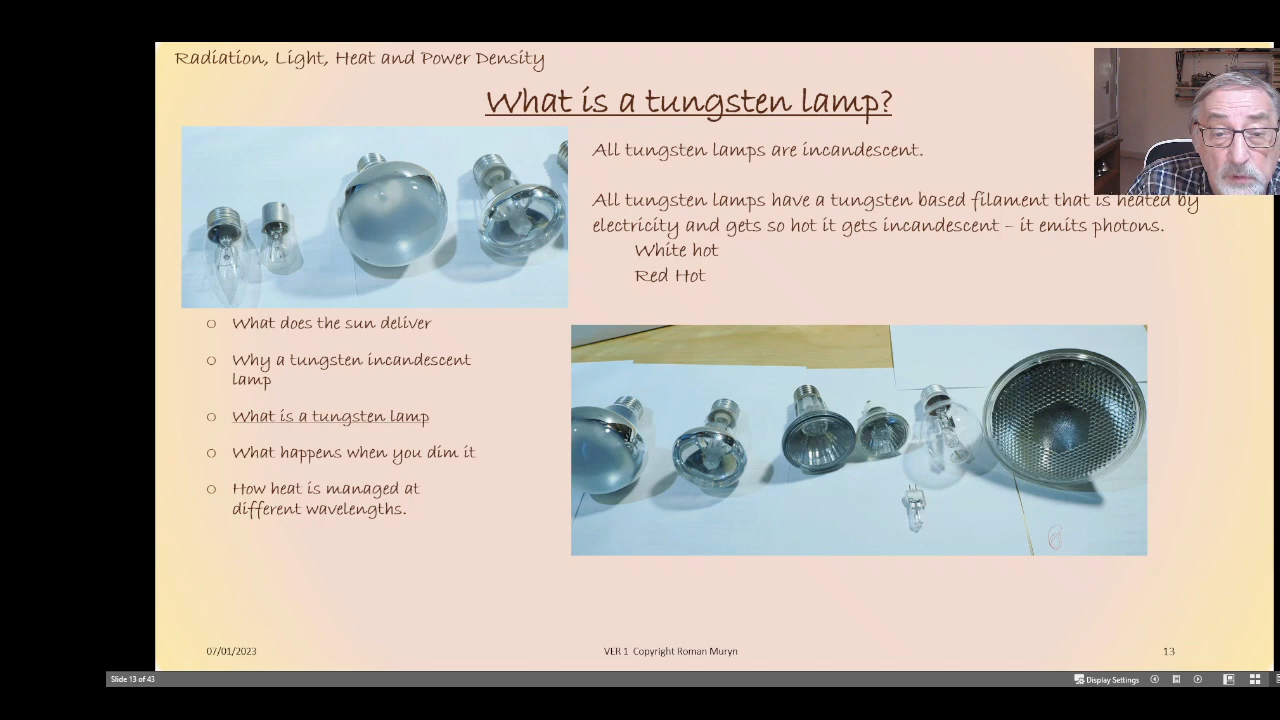 Radiation, Light, Heat and Power Density
What is a tungsten lamp?
All tungsten lamps are incandescent.
All tungsten lamps have a tungsten based filament that is heated by
electricity and gets so hot it gets incandescent – it emits photons.
White hot
Red Hot
○ What does the sun deliver
○ Why a tungsten incandescent
lamp
○ What is a tungsten lamp
○ What happens when you dim it
○ How heat is managed at
different wavelengths.
07/01/2023
VER 1 Copyright Roman Muryn
13
Slide 13 of 43
Display Settings